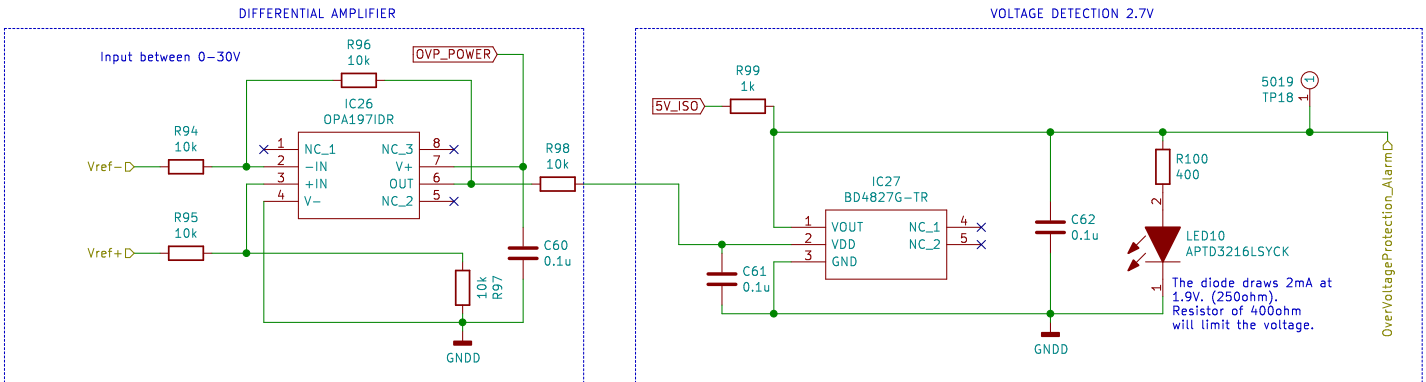 DIFFERENTIAL AMPLIFIER
Input between 0-30V
R96
10k
OVP_POWER
IC26
OPA197IDR
R94
10k
Vref-
1
2
3
4
NC_1
-IN
+IN
V-
NC_3
V+
OUT
NC_2
8
7
6
5
R98
10k
R95
10k
Vref+
10k
R97
C60
0.1u
GNDD
VOLTAGE DETECTION 2.7V
R99
1k
5V_ISO
5019
TP18
1
1
R100
400
IC27
BD4827G-TR
1
2
3
VOUT
VDD
GND
NC_1
NC_2
4
5
C61
0.1u
C62
0.1u
2
LED10
APTD3216LSYCK
1
The diode draws 2mA at
1.9V. (250ohm).
Resistor of 400ohm
will limit the voltage.
GNDD
OverVoltageProtection_Alarm